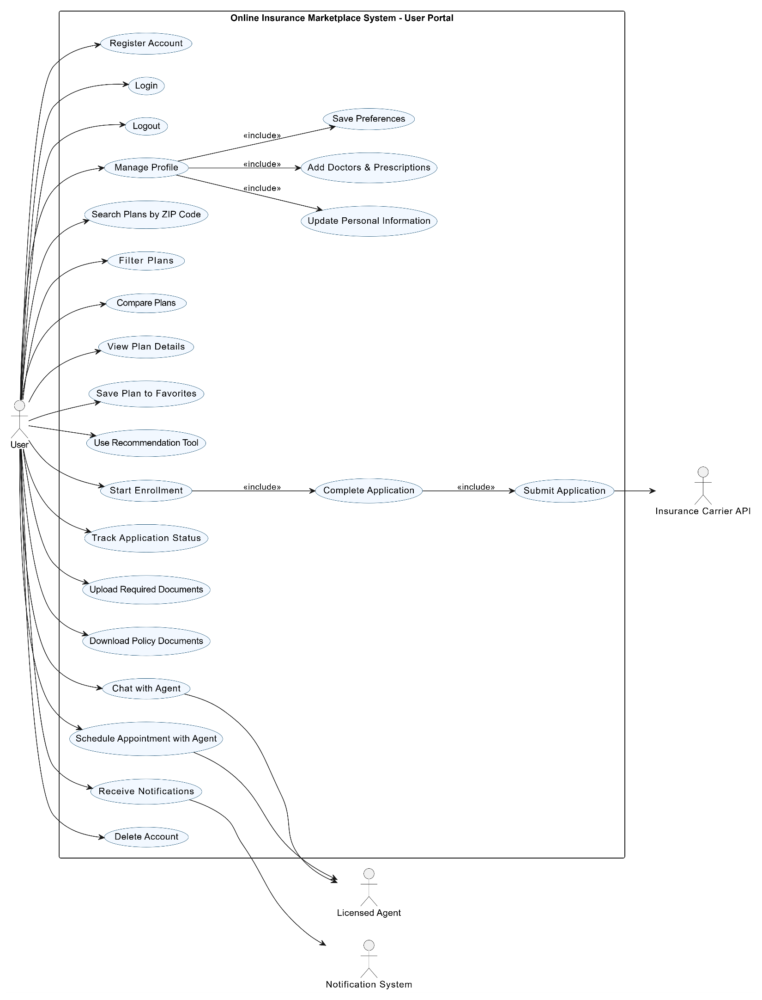 Online Insurance Marketplace System - User Portal
Register Account
Login
Logout
Save Preferences
«include»
Manage Profile
«include»
Add Doctors & Prescriptions
«include»
Update Personal Information
Search Plans by ZIP Code
Filter Plans
Compare Plans
View Plan Details
Save Plan to Favorites
User
Use Recommendation Tool
Start Enrollment
«include»
Complete Application
«include»
Submit Application
Insurance Carrier API
Track Application Status
Upload Required Documents
Download Policy Documents
Chat with Agent
Schedule Appointment with Agent
Receive Notifications
Delete Account
Licensed Agent
Notification System